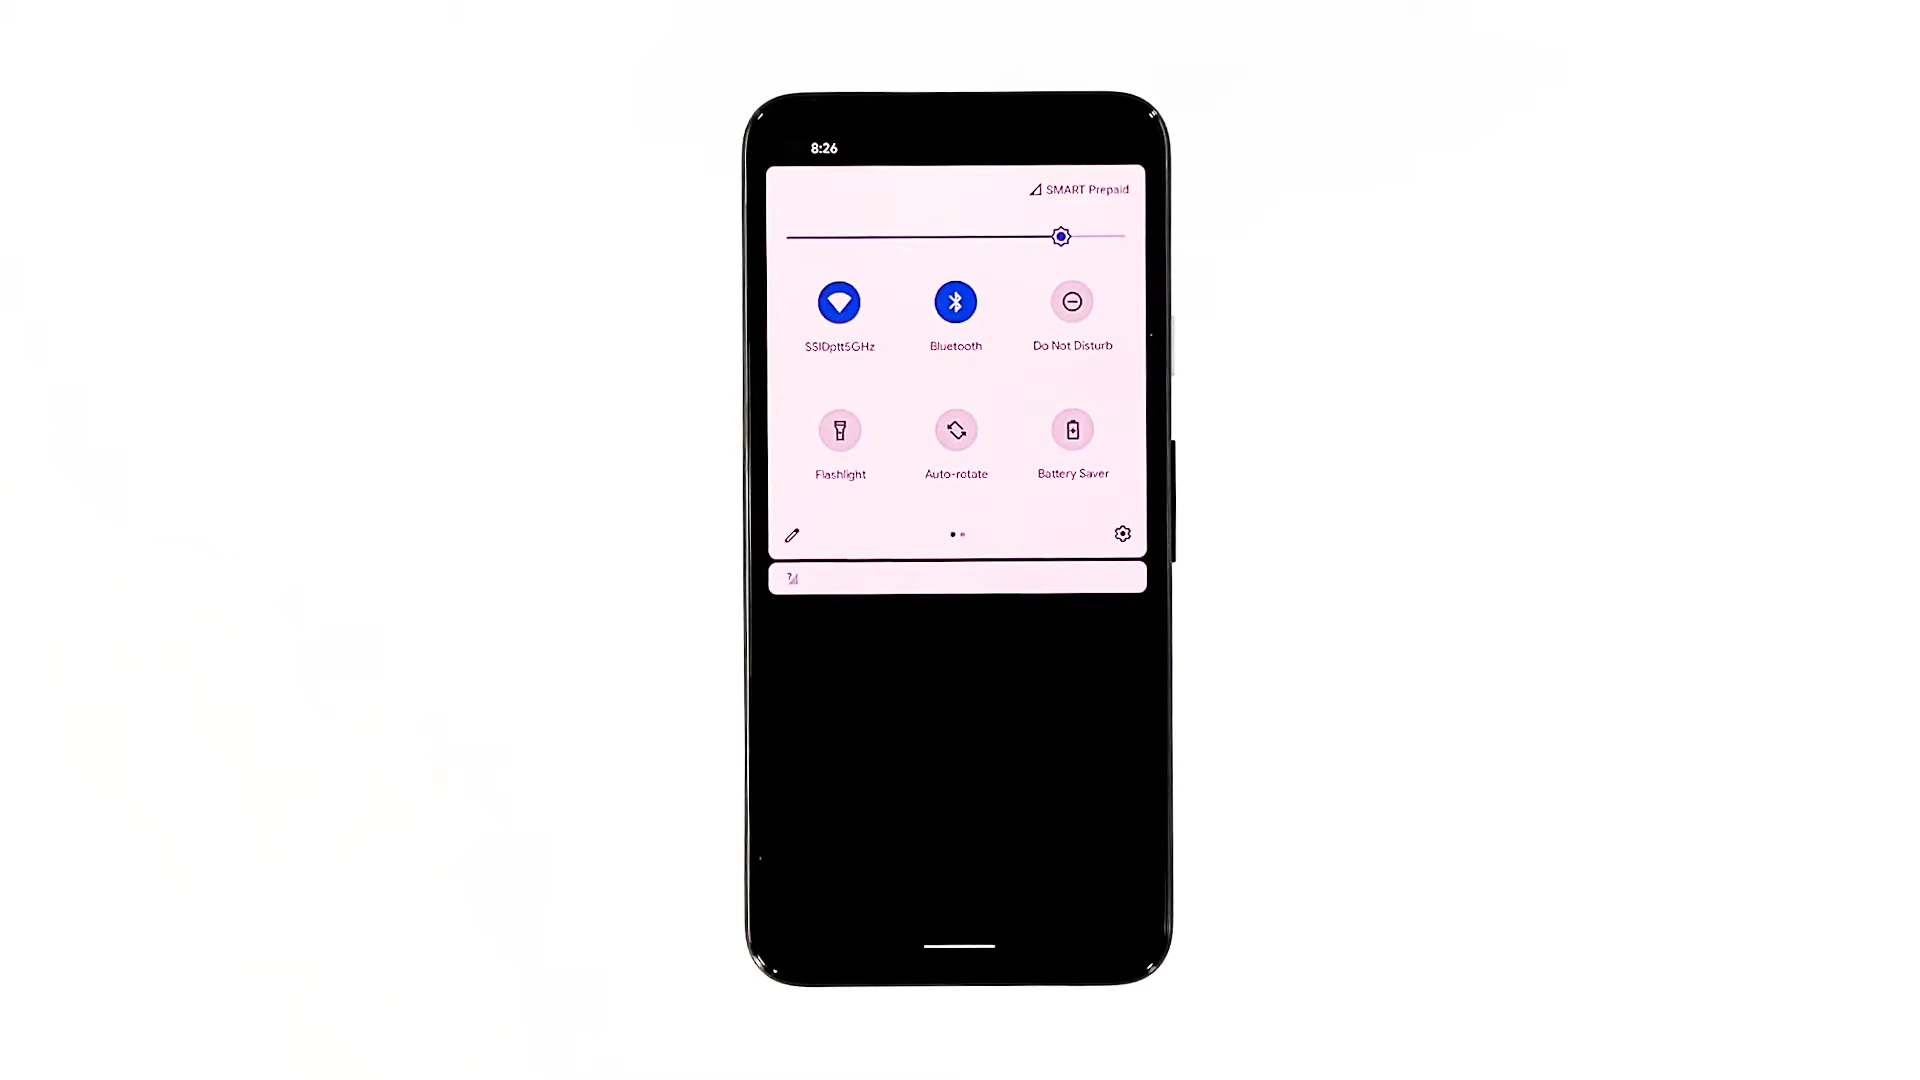 8:26
SMART Prepaid
SSIDptt5GHz
Bluetooth
Do Not Disturb
Flashlight
Auto-rotate
Battery Saver